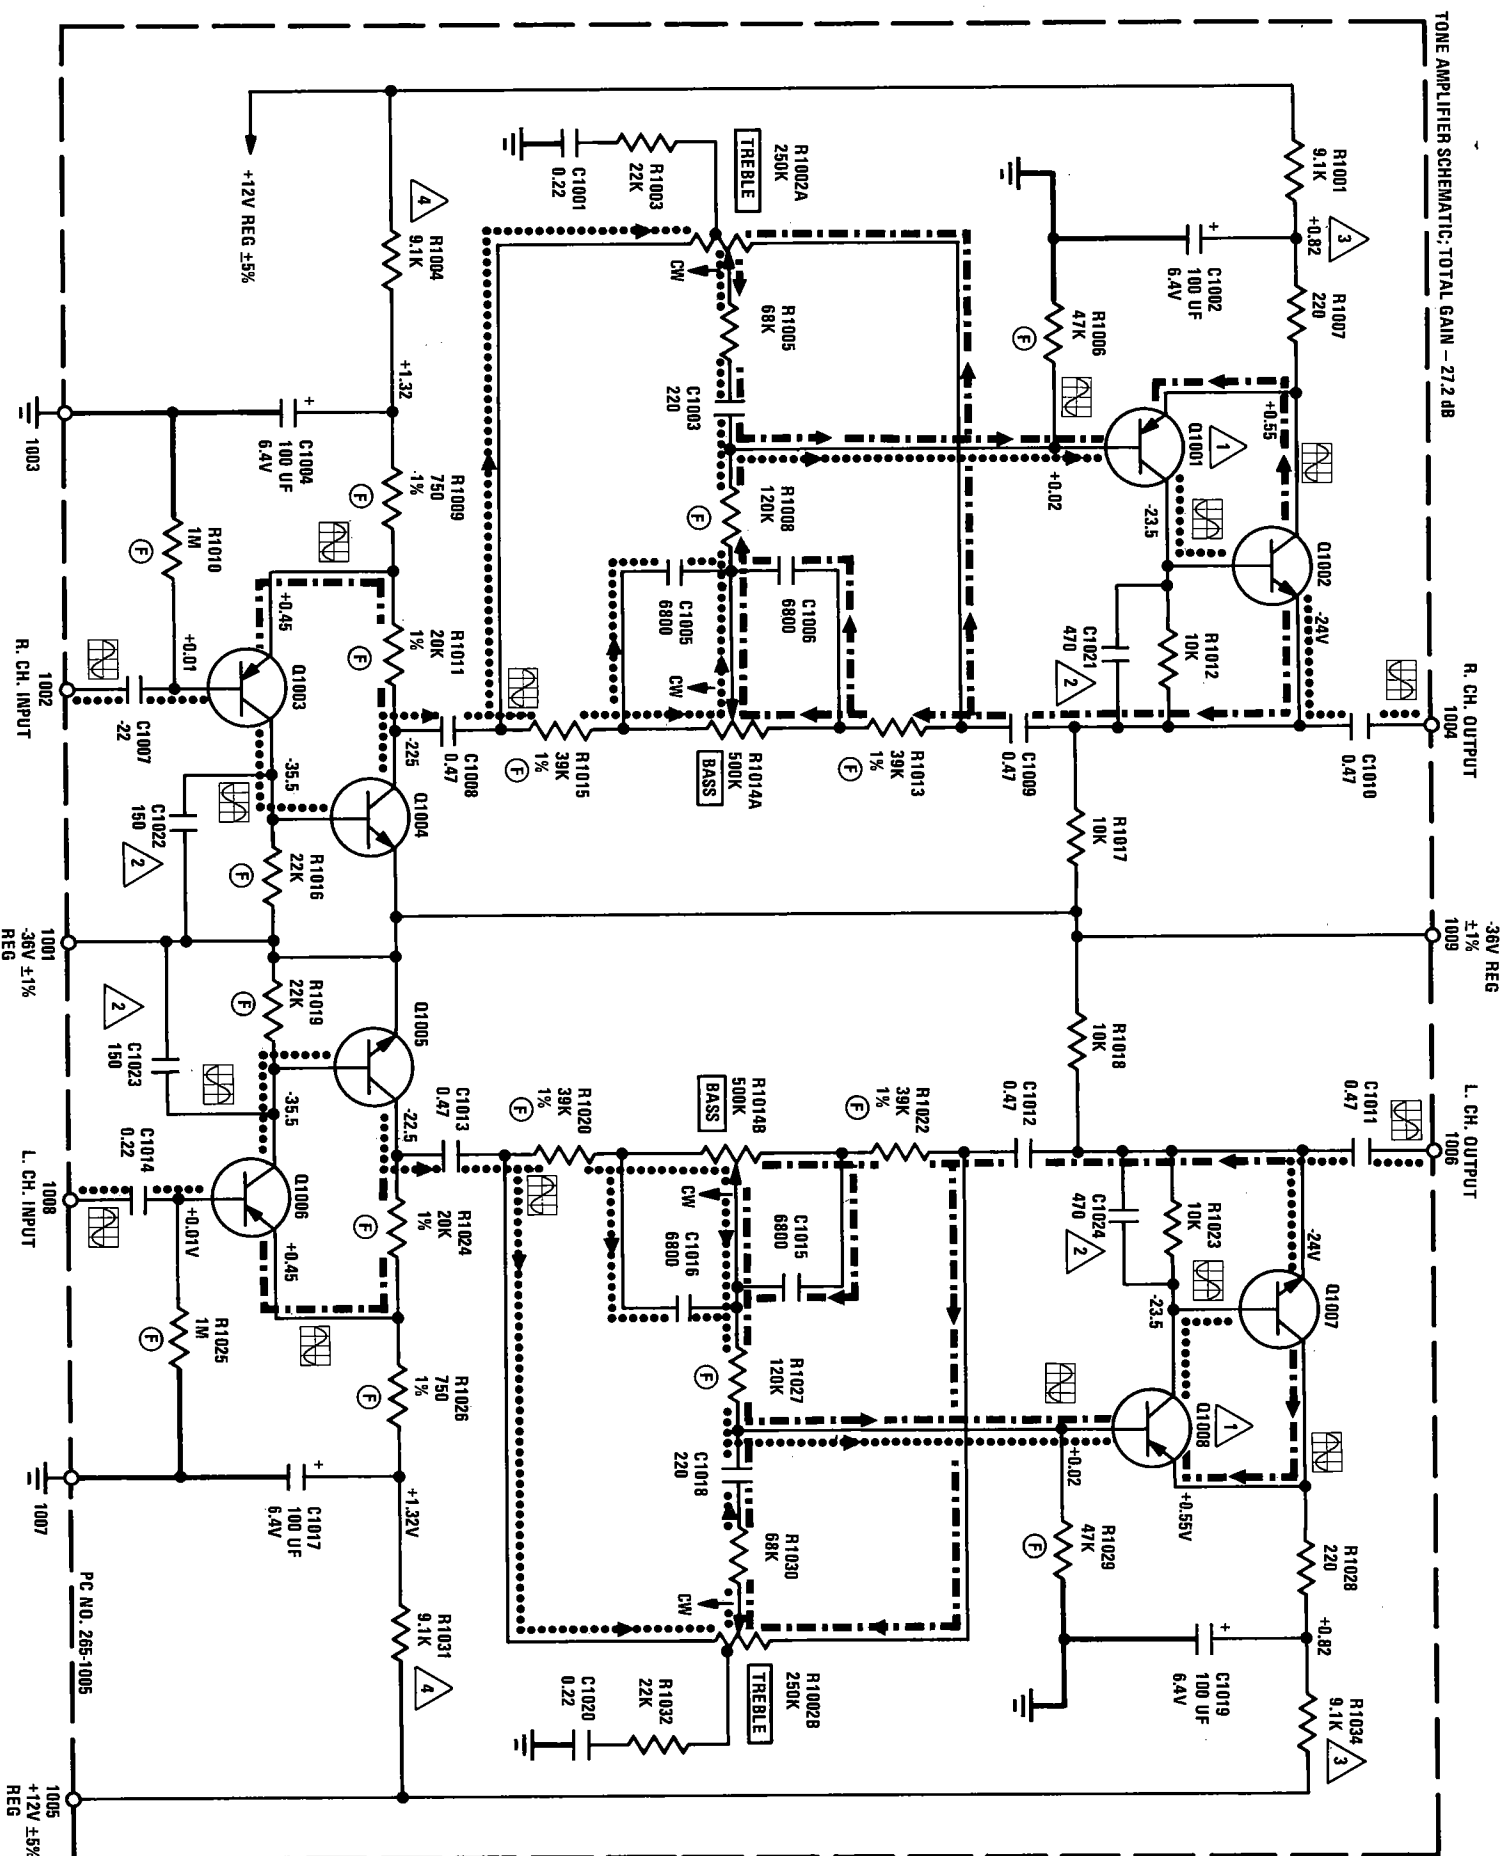 TONE AMPLIFIER SCHEMATIC; TOTAL GAIN – 27.2 dB
R. CH. OUTPUT
1004
-36V REG
±1%
1009
L. CH. OUTPUT
1006
C1010
0.47
C1011
0.47
R1001
9.1K
+0.82
3
R1007
220
+0.55
C1002
100 UF
6.4V
+
R1006
47K
F
+0.02
Q1001
1
-23.5
Q1002
-24V
R1012
10K
C1021
470
2
R1017
10K
R1018
10K
C1024
470
2
R1023
10K
-24V
Q1007
-23.5
Q1008
1
+0.55V
+0.02
R1029
47K
F
R1028
220
+0.82
C1019
100 UF
6.4V
+
R1034
9.1K
3
R1002A
250K
TREBLE
R1003
22K
C1001
0.22
CW
R1005
68K
C1003
220
R1008
120K
F
C1006
6800
C1005
6800
CW
R1014A
500K
BASS
R1013
39K
1%
F
C1009
0.47
R1015
39K
1%
F
C1008
0.47
C1012
0.47
R1022
39K
1%
F
R1014B
500K
BASS
CW
R1020
39K
1%
F
C1013
0.47
C1015
6800
C1016
6800
R1027
120K
F
C1018
220
R1030
68K
CW
R1002B
250K
TREBLE
R1032
22K
C1020
0.22
+12V REG ±5%
R1004
9.1K
4
+1.32
C1004
100 UF
6.4V
+
R1009
750
1%
F
R1010
1M
F
R1011
20K
1%
F
+0.45
+0.01
Q1003
C1007
-22
-225
Q1004
-35.5
C1022
150
2
R1016
22K
F
R1019
22K
F
C1023
150
2
Q1005
-22.5
-35.5
Q1006
C1014
0.22
+0.01V
+0.45
R1024
20K
1%
F
R1025
1M
F
R1026
750
1%
F
C1017
100 UF
6.4V
+
+1.32V
R1031
9.1K
4
PC NO. 265-1005
1003
1002
R. CH. INPUT
1001
-36V ±1%
REG
1008
L. CH. INPUT
1007
1005
+12V ±5%
REG